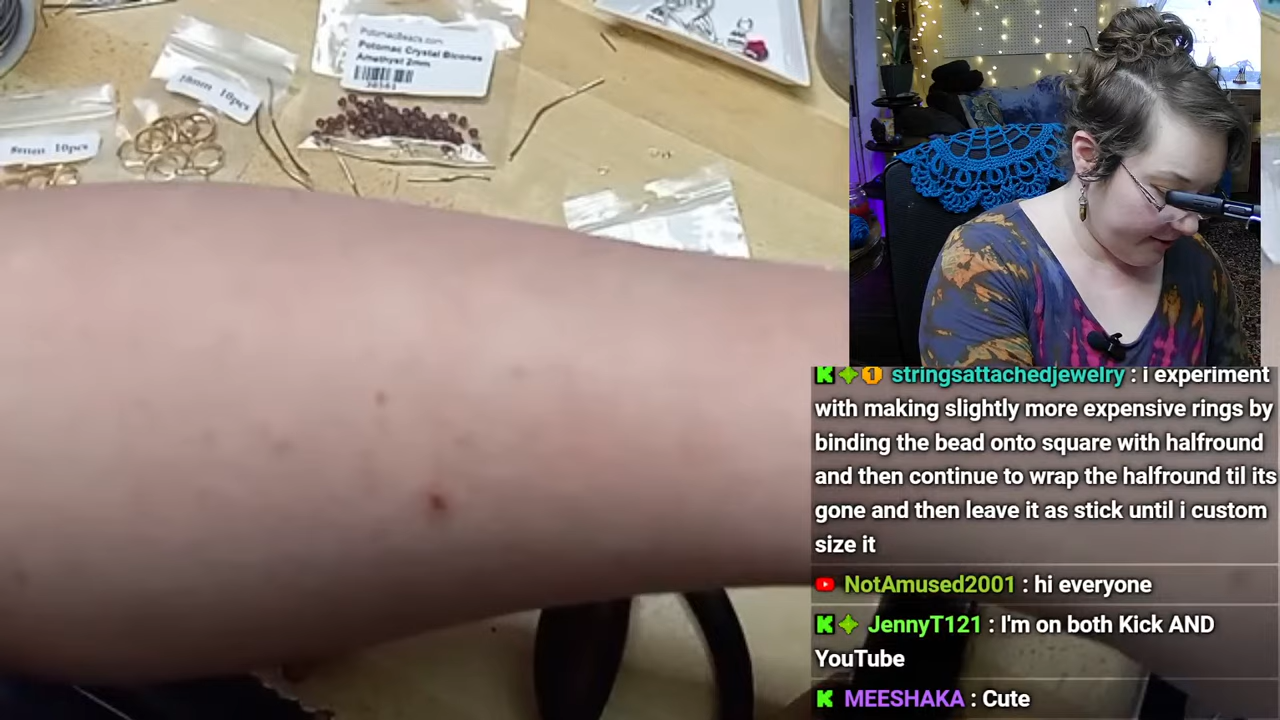 PotomacBeads.com
Potomac Crystal Bicones
Amethyst 2mm
38561
10mm 10pcs
8mm 10pcs
1 stringsattachedjewelry : i experiment
with making slightly more expensive rings by
binding the bead onto square with halfround
and then continue to wrap the halfround til its
gone and then leave it as stick until i custom
size it
NotAmused2001 : hi everyone
JennyT121 : I'm on both Kick AND
YouTube
MEESHAKA : Cute